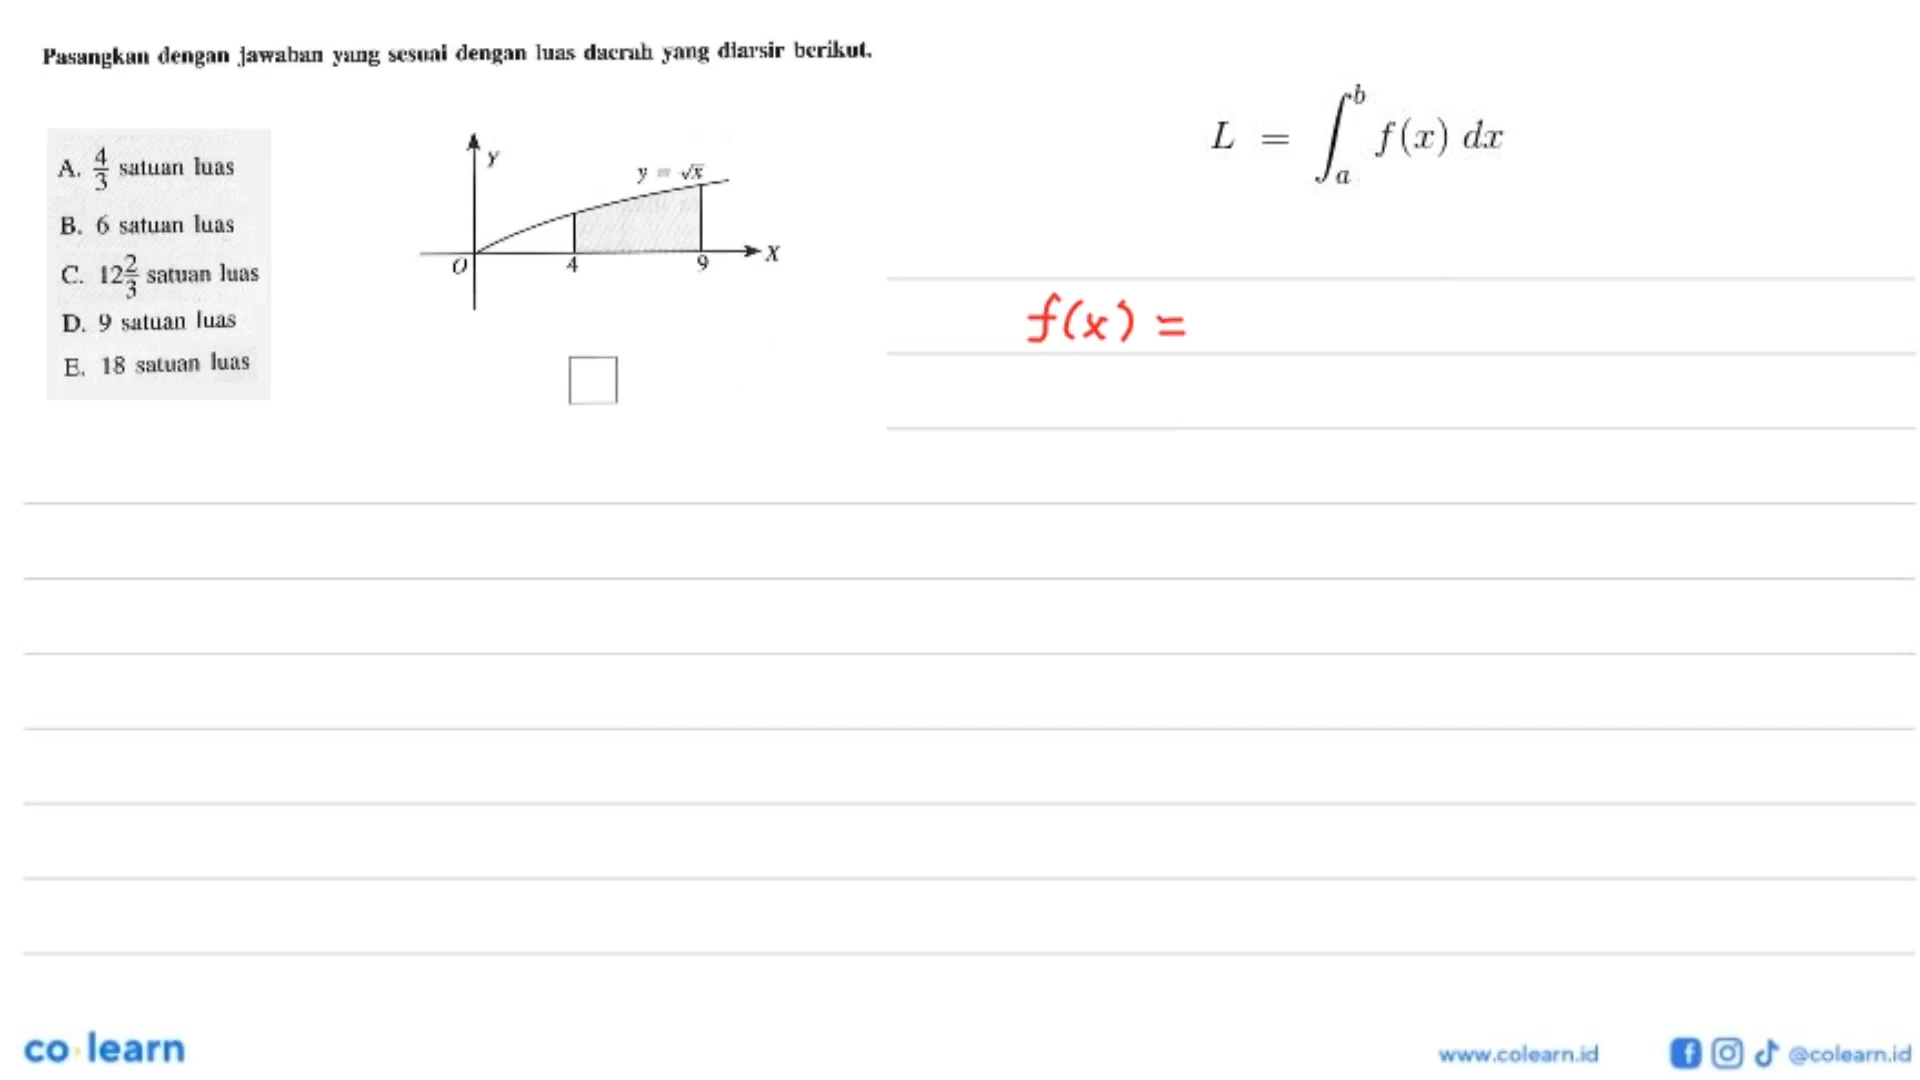 Pasangkan dengan jawaban yang sesuai dengan luas daerah yang diarsir berikut.
A. 4/3 satuan luas
B. 6 satuan luas
C. 12 2/3 satuan luas
D. 9 satuan luas
E. 18 satuan luas
Y
y = √x
O
4
9
X
L = ∫_a^b f(x) dx
f(x) =
co learn
www.colearn.id
@colearn.id